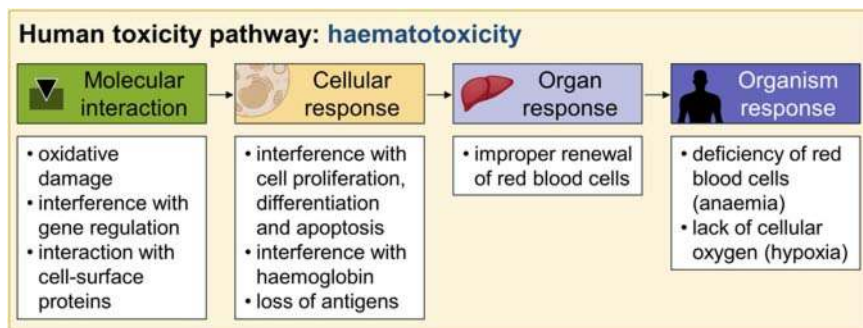 Human toxicity pathway: haematotoxicity
Molecular
interaction
• oxidative
damage
• interference with
gene regulation
• interaction with
cell-surface
proteins
Cellular
response
• interference with
cell proliferation,
differentiation
and apoptosis
• interference with
haemoglobin
• loss of antigens
Organ
response
• improper renewal
of red blood cells
Organism
response
• deficiency of red
blood cells
(anaemia)
• lack of cellular
oxygen (hypoxia)